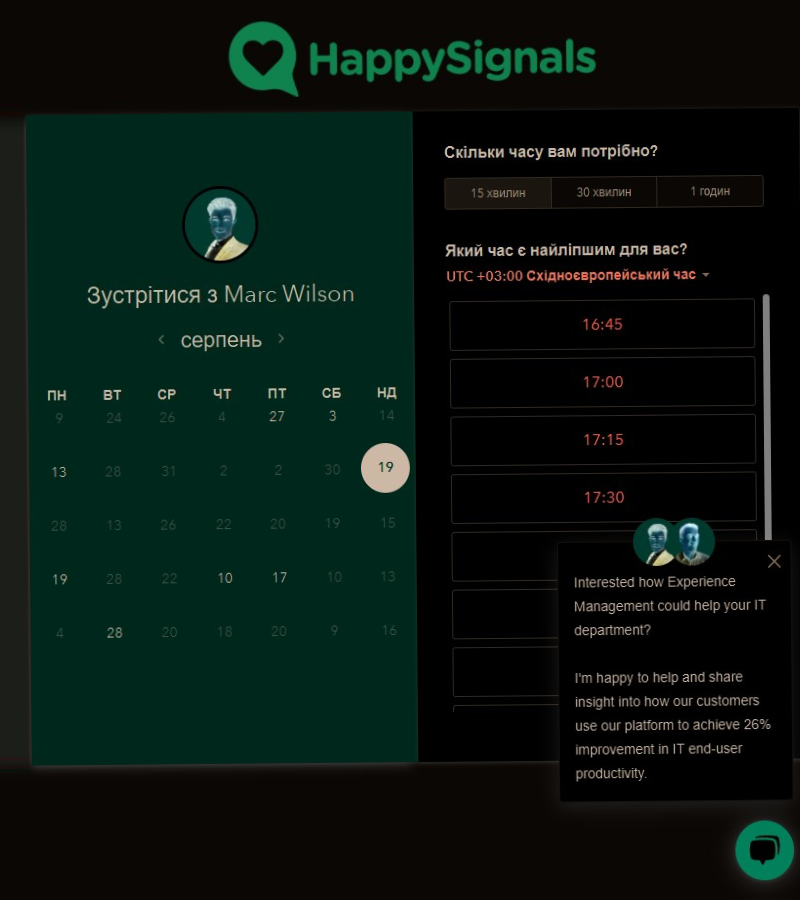 HappySignals
Зустрітися з Marc Wilson
серпень
ПН ВТ СР ЧТ ПТ СБ НД
9 24 26 4 27 3 14
13 28 31 2 2 30 19
28 13 26 22 20 19 15
19 28 22 10 17 10 13
4 28 20 18 20 9 16
Скільки часу вам потрібно?
15 хвилин 30 хвилин 1 годин
Який час є найліпшим для вас?
UTC +03:00 Східноєвропейський час
16:45
17:00
17:15
17:30
Interested how Experience
Management could help your IT
department?
I'm happy to help and share
insight into how our customers
use our platform to achieve 26%
improvement in IT end-user
productivity.